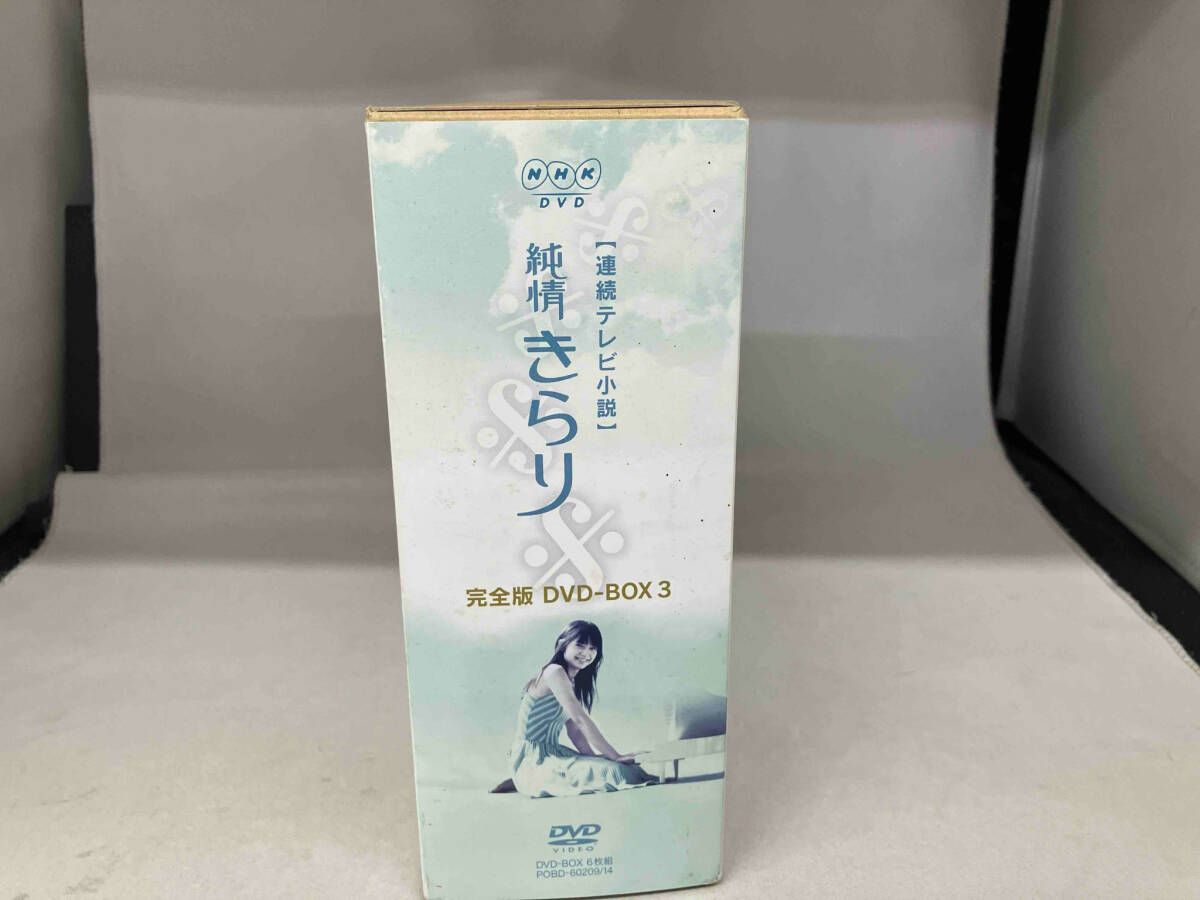 NHK
DVD
【連続テレビ小説】
純情きらり
完全版 DVD-BOX 3
DVD
VIDEO
DVD-BOX 6枚組
POBD-60209/14